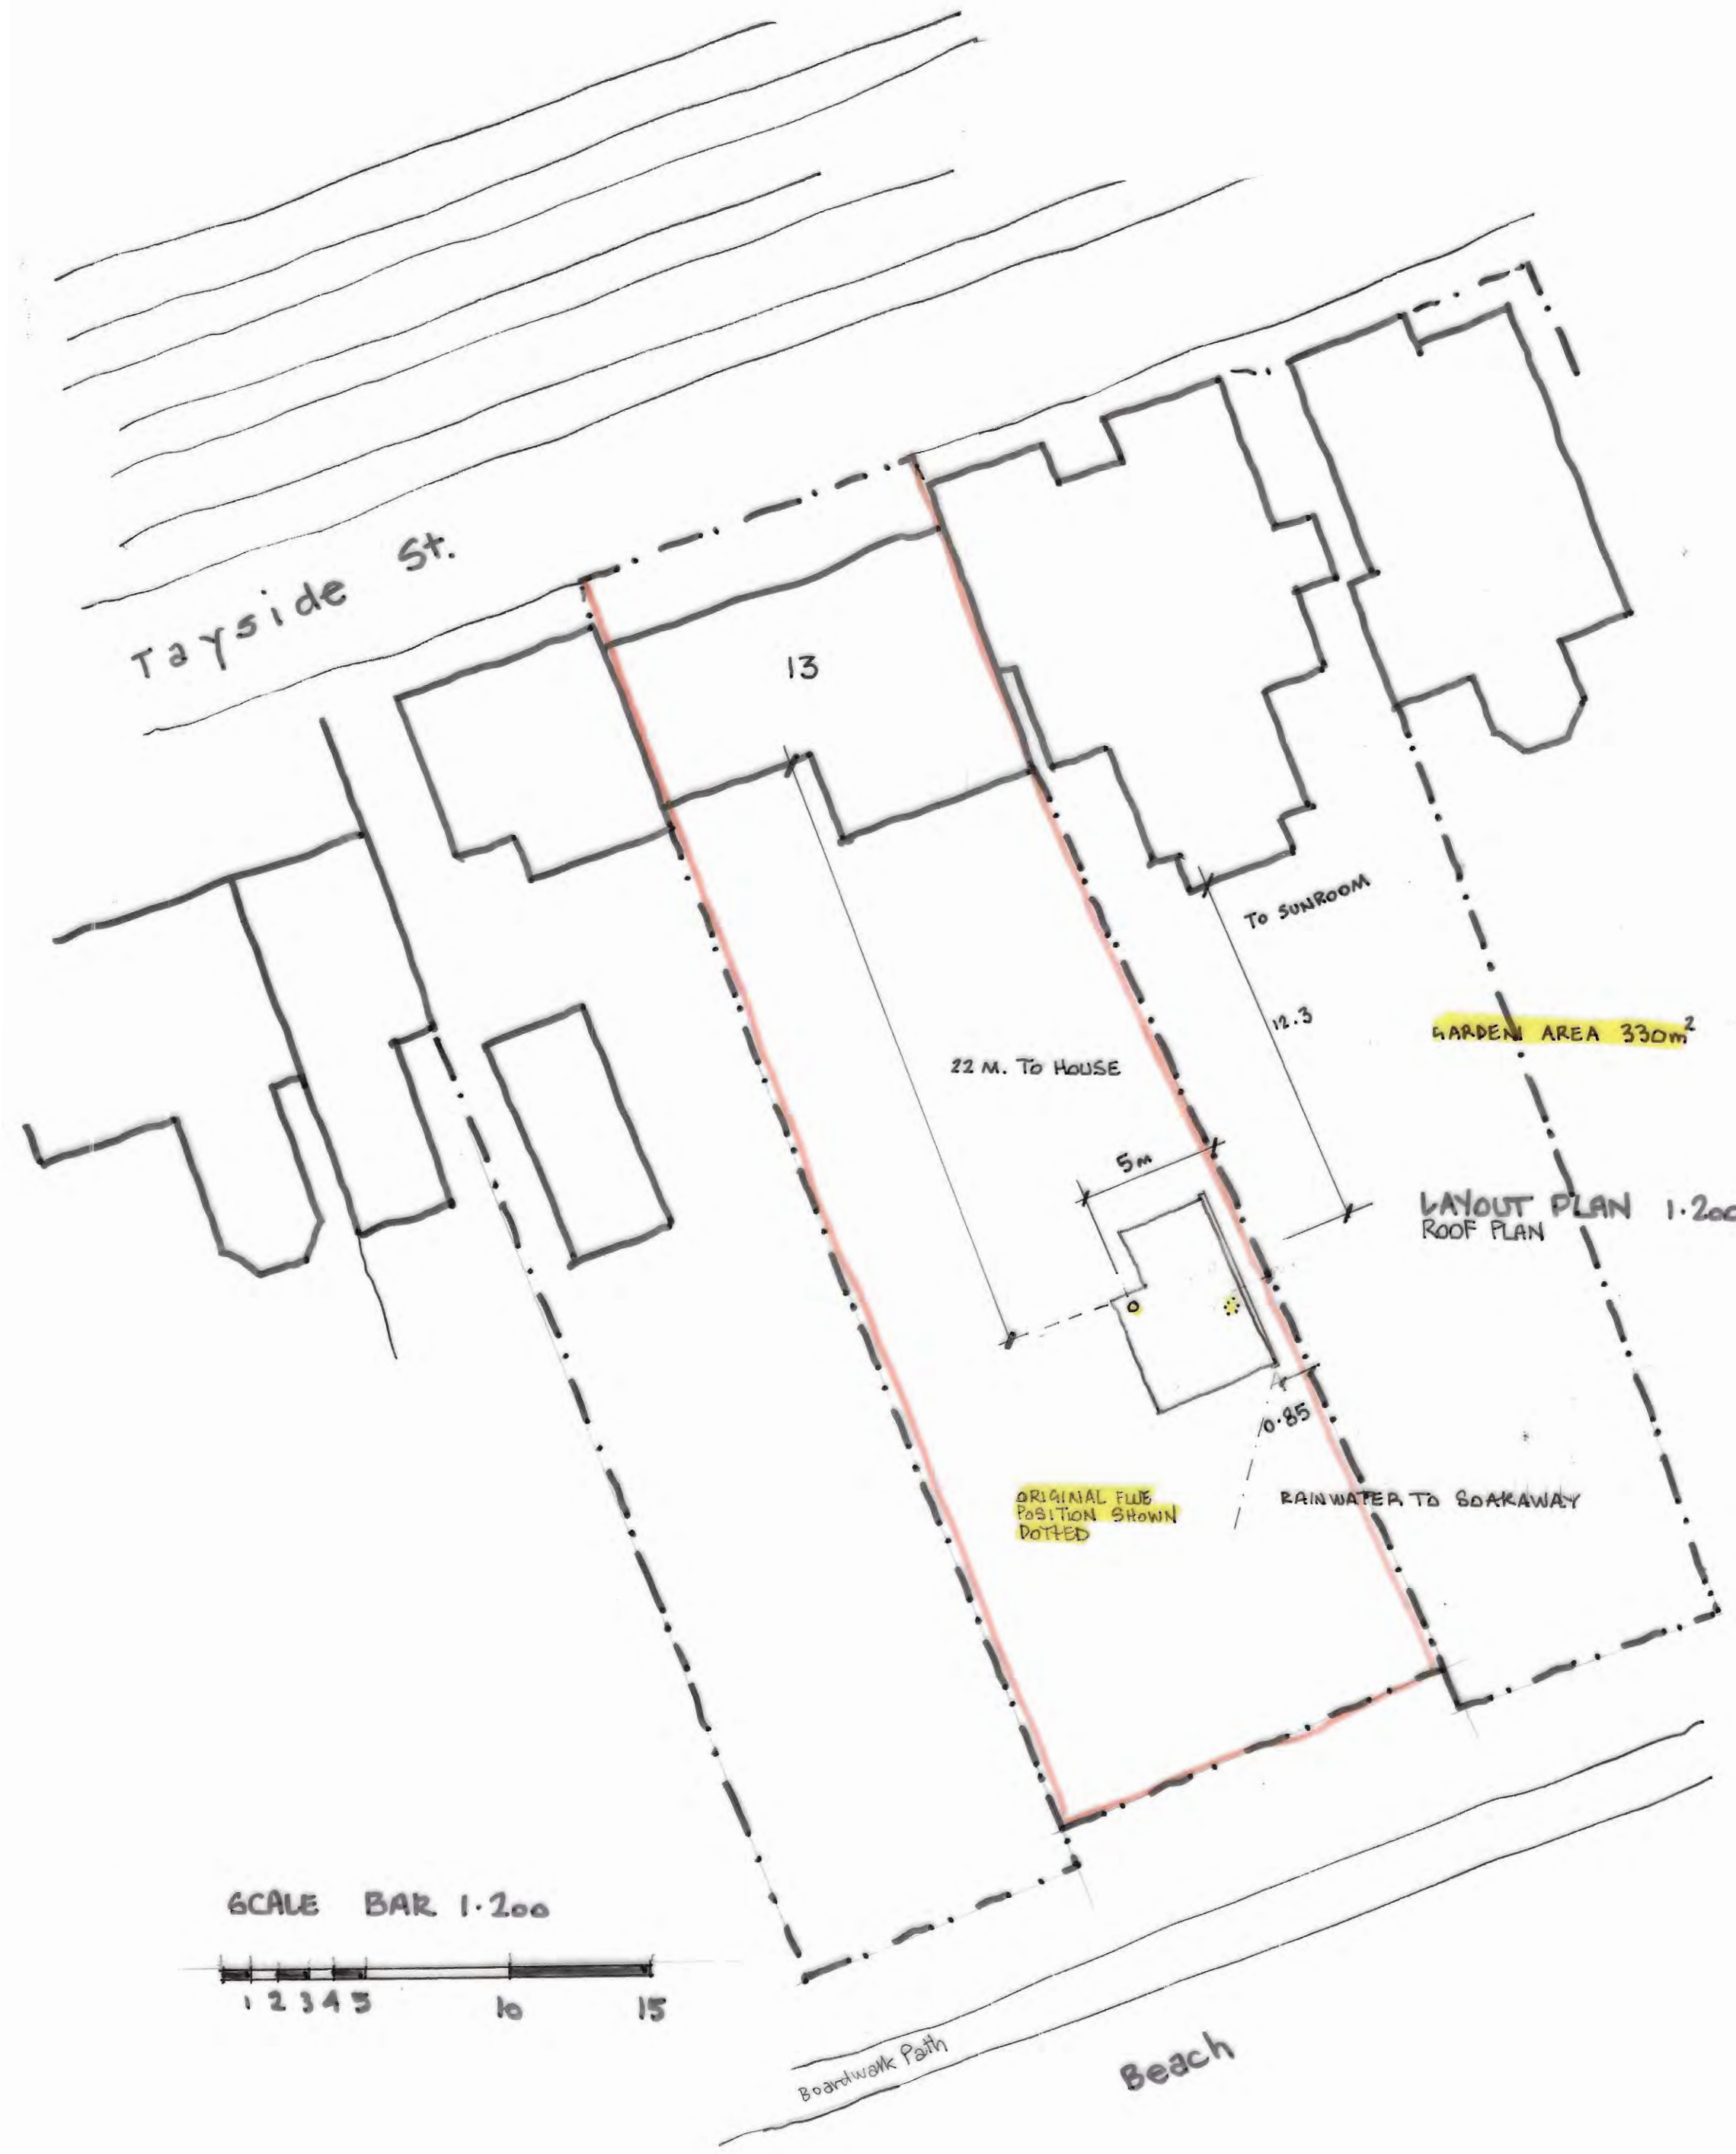 Tayside St.
13
TO SUNROOM
12.3
GARDEN AREA 330m²
22 M. TO HOUSE
5M
LAYOUT PLAN 1.200
ROOF PLAN
0.85
ORIGINAL FLUE
POSITION SHOWN
DOTTED
RAINWATER TO SOAKAWAY
SCALE BAR 1.200
1 2 3 4 5 10 15
Boardwalk Path
Beach